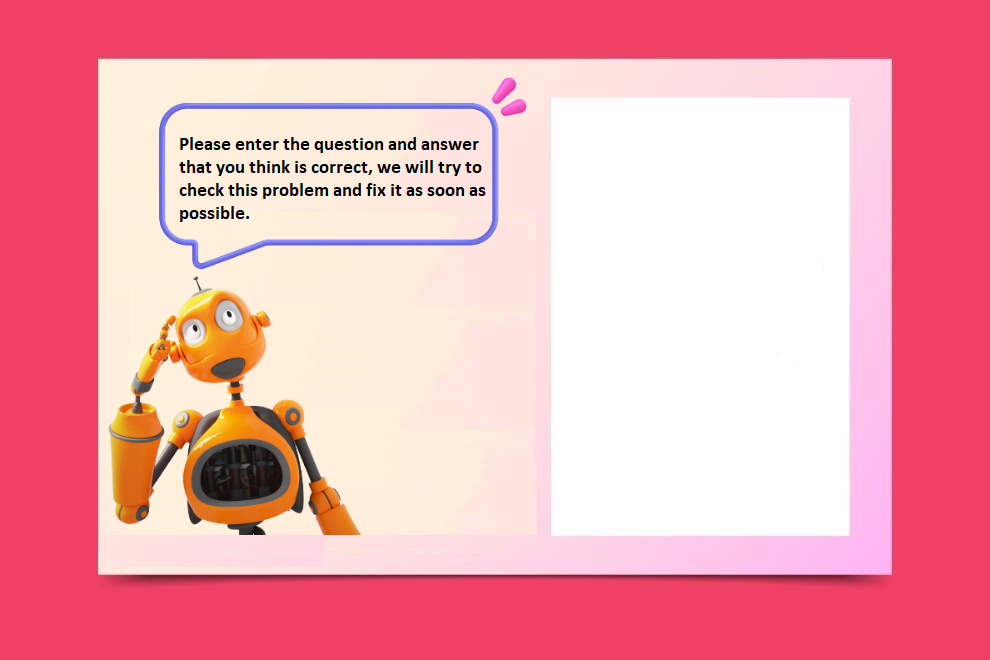 Please enter the question and answer
that you think is correct, we will try to
check this problem and fix it as soon as
possible.